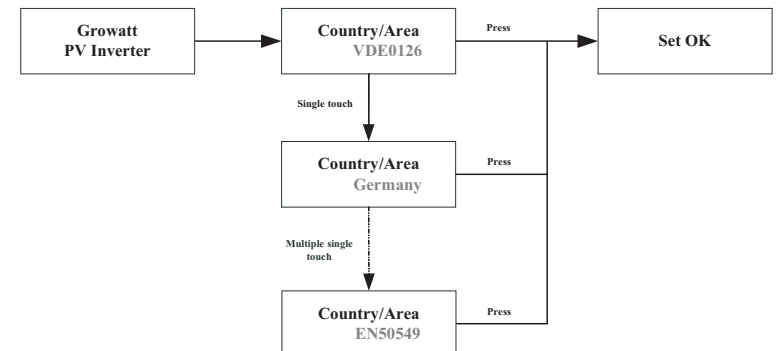 Growatt
PV Inverter
Country/Area
VDE0126
Press
Set OK
Single touch
Country/Area
Germany
Press
Multiple single
touch
Country/Area
EN50549
Press